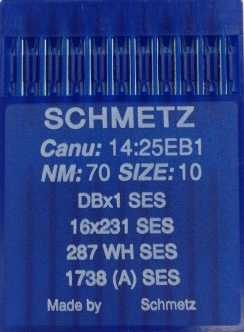 SCHMETZ
Canu: 14:25EB1
NM: 70 SIZE: 10
DBx1 SES
16x231 SES
287 WH SES
1738 (A) SES
Made by Schmetz